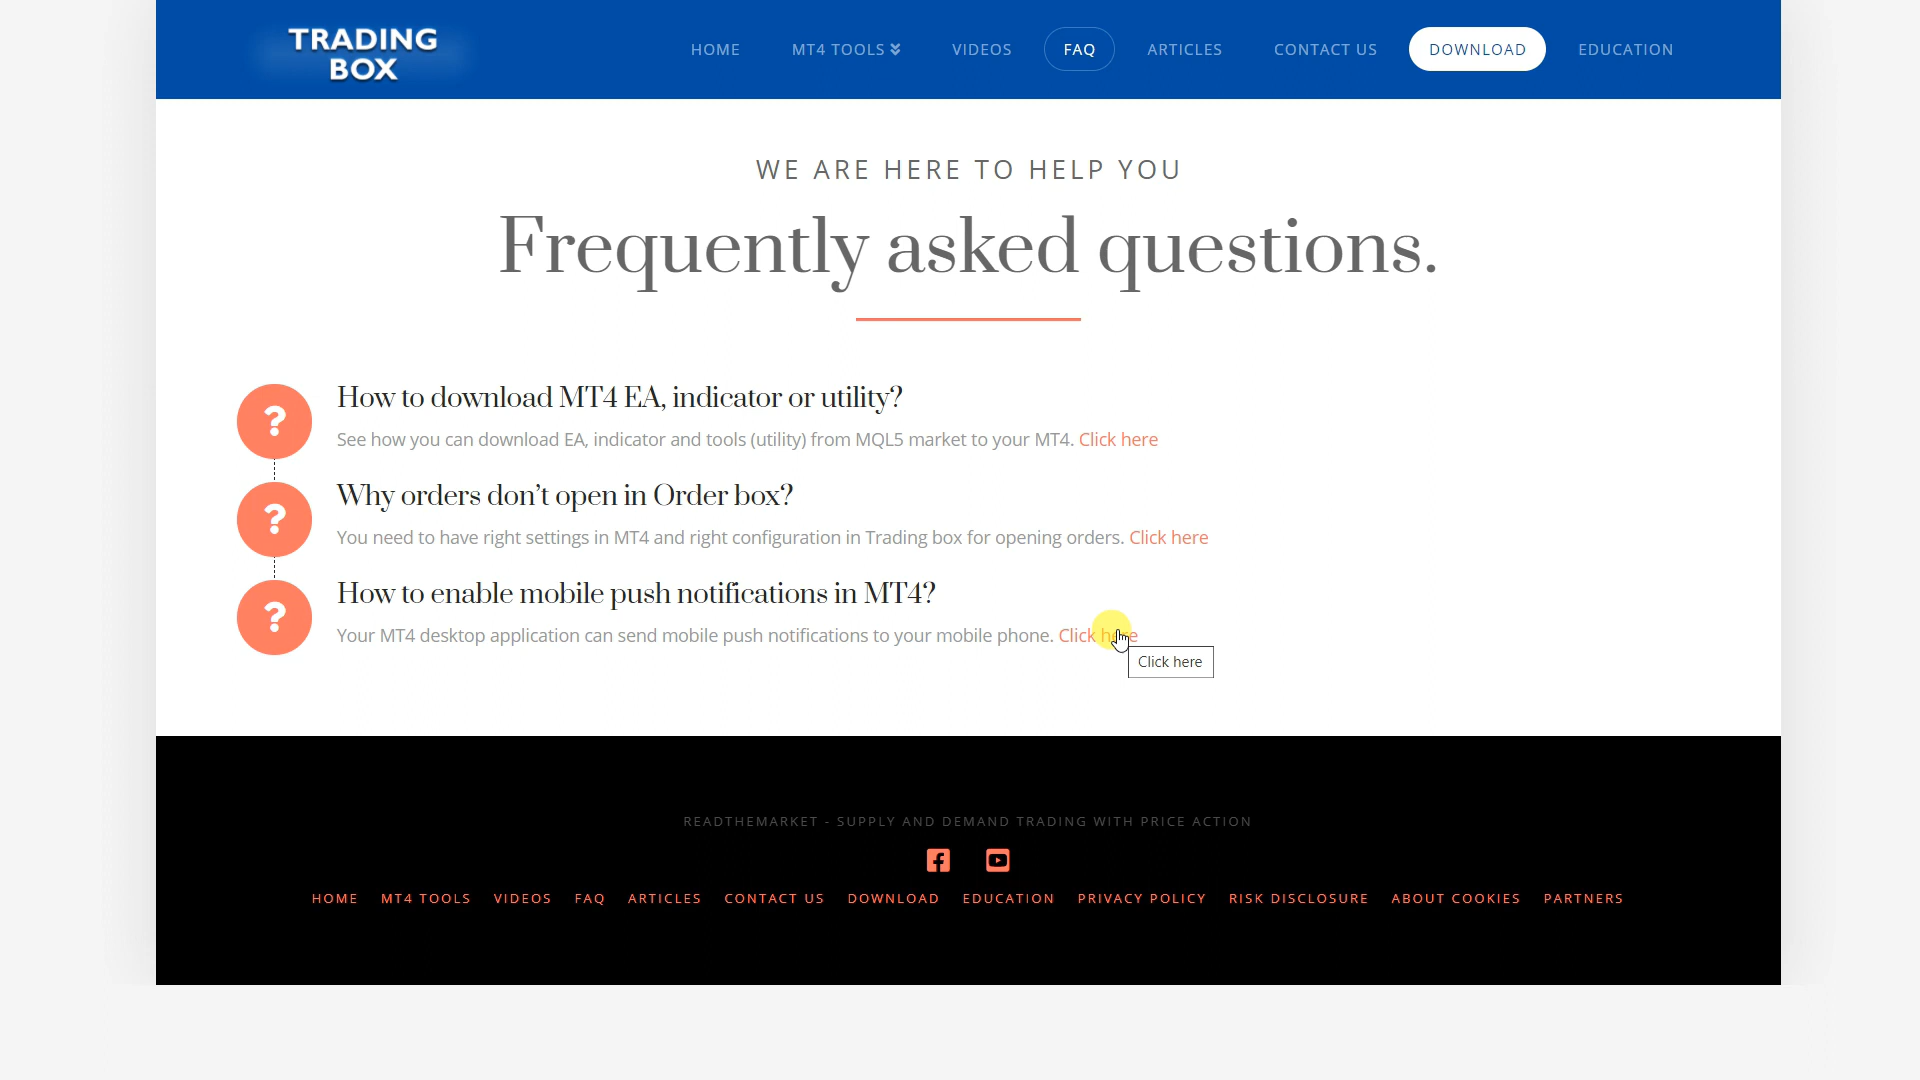 TRADING
BOX
HOME MT4 TOOLS VIDEOS FAQ ARTICLES CONTACT US DOWNLOAD EDUCATION
WE ARE HERE TO HELP YOU
Frequently asked questions.
How to download MT4 EA, indicator or utility?
See how you can download EA, indicator and tools (utility) from MQL5 market to your MT4. Click here
Why orders don’t open in Order box?
You need to have right settings in MT4 and right configuration in Trading box for opening orders. Click here
How to enable mobile push notifications in MT4?
Your MT4 desktop application can send mobile push notifications to your mobile phone. Click here
Click here
READTHEMARKET - SUPPLY AND DEMAND TRADING WITH PRICE ACTION
HOME MT4 TOOLS VIDEOS FAQ ARTICLES CONTACT US DOWNLOAD EDUCATION PRIVACY POLICY RISK DISCLOSURE ABOUT COOKIES PARTNERS